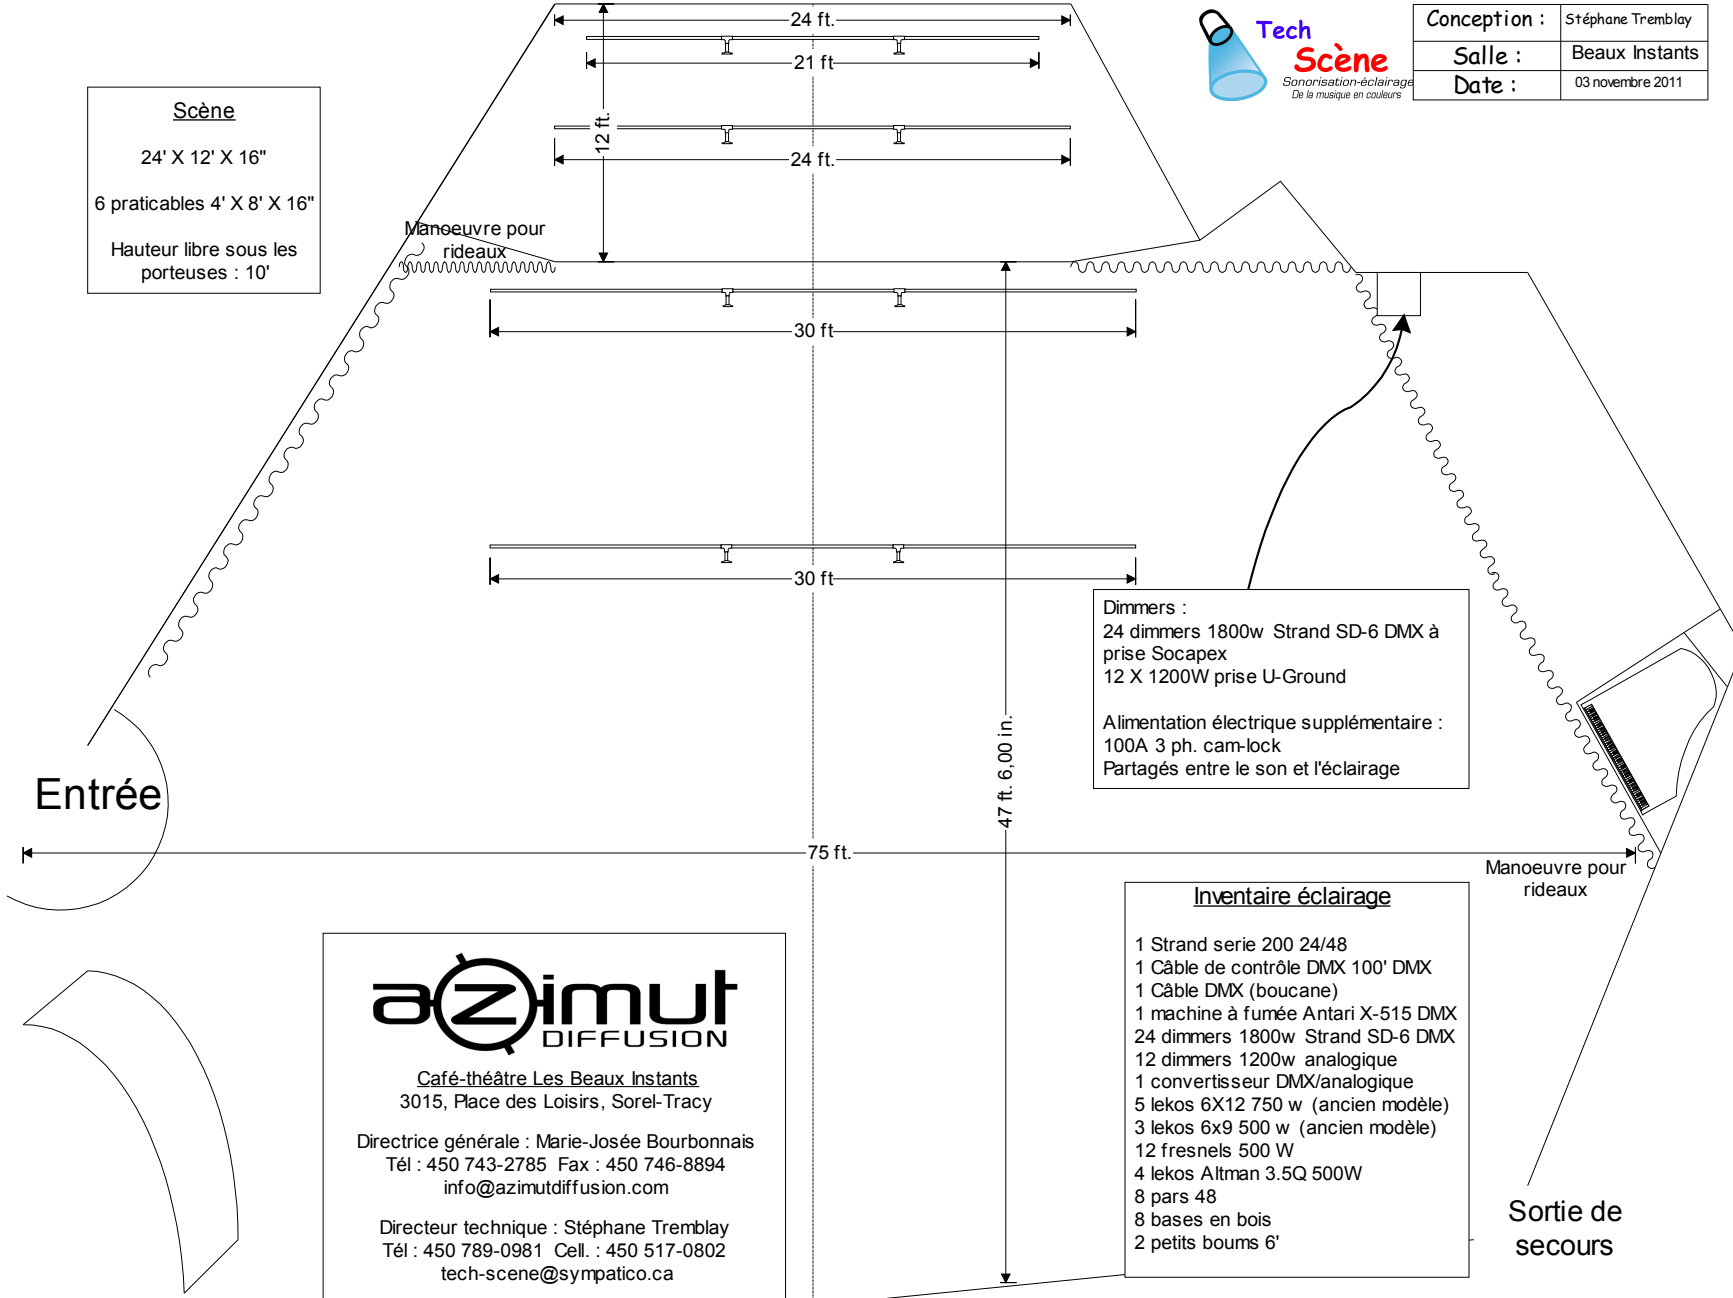 24 ft.
21 ft
12 ft.
24 ft.
Tech
Scène
Sonorisation-éclairage
De la musique en couleurs
Conception : Stéphane Tremblay
Salle : Beaux Instants
Date : 03 novembre 2011
Scène
24' X 12' X 16"
6 praticables 4' X 8' X 16"
Hauteur libre sous les
porteuses : 10'
Manoeuvre pour
rideaux
30 ft
30 ft
Dimmers :
24 dimmers 1800w Strand SD-6 DMX à
prise Socapex
12 X 1200W prise U-Ground
Alimentation électrique supplémentaire :
100A 3 ph. cam-lock
Partagés entre le son et l'éclairage
47 ft. 6,00 in.
Entrée
75 ft.
Manoeuvre pour
rideaux
azimut
DIFFUSION
Café-théâtre Les Beaux Instants
3015, Place des Loisirs, Sorel-Tracy
Directrice générale : Marie-Josée Bourbonnais
Tél : 450 743-2785 Fax : 450 746-8894
info@azimutdiffusion.com
Directeur technique : Stéphane Tremblay
Tél : 450 789-0981 Cell. : 450 517-0802
tech-scene@sympatico.ca
Inventaire éclairage
1 Strand serie 200 24/48
1 Câble de contrôle DMX 100' DMX
1 Câble DMX (boucane)
1 machine à fumée Antari X-515 DMX
24 dimmers 1800w Strand SD-6 DMX
12 dimmers 1200w analogique
1 convertisseur DMX/analogique
5 lekos 6X12 750 w (ancien modèle)
3 lekos 6x9 500 w (ancien modèle)
12 fresnels 500 W
4 lekos Altman 3.5Q 500W
8 pars 48
8 bases en bois
2 petits boums 6'
Sortie de
secours